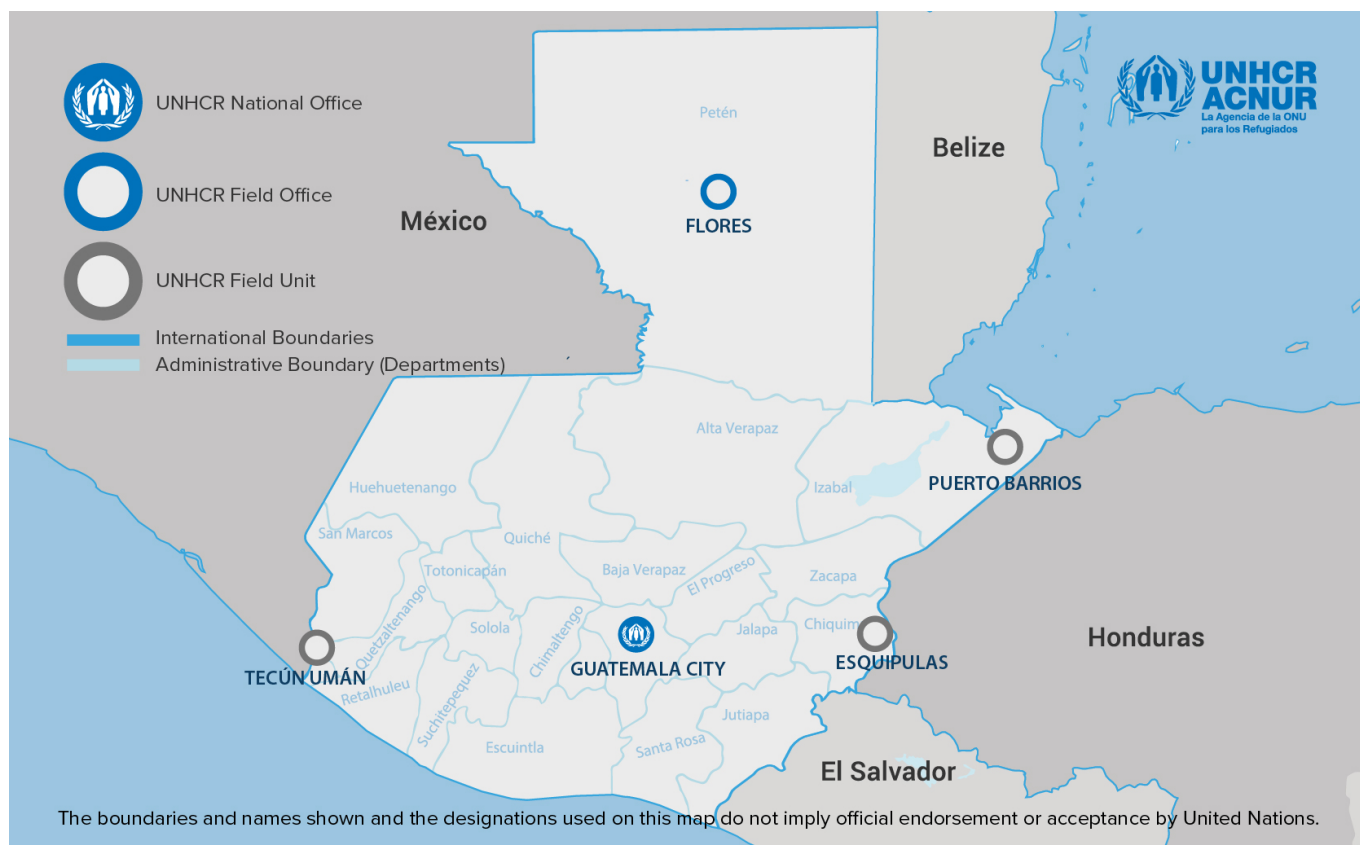 UNHCR National Office
UNHCR Field Office
UNHCR Field Unit
International Boundaries
Administrative Boundary (Departments)
UNHCR
ACNUR
La Agencia de la ONU
para los Refugiados
Petén
Belize
México
FLORES
Alta Verapaz
Huehuetenango
Izabal
PUERTO BARRIOS
San Marcos
Quiché
Totonicapán
Baja Verapaz
El Progreso
Zacapa
Quetzaltenango
Solola
Chimaltengo
Jalapa
Chiquim
Honduras
TECÚN UMÁN
GUATEMALA CITY
ESQUIPULAS
Retalhuleu
Suchitepequez
Jutiapa
Escuintla
Santa Rosa
El Salvador
The boundaries and names shown and the designations used on this map do not imply official endorsement or acceptance by United Nations.